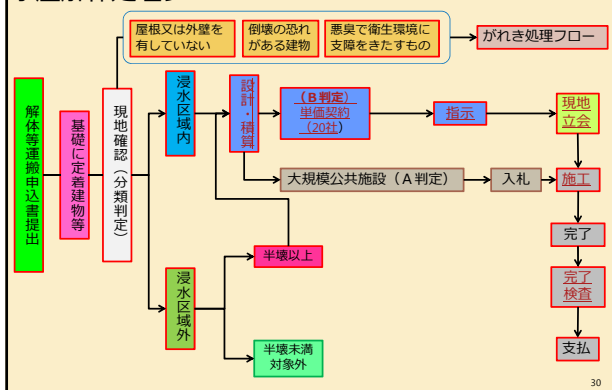 屋根又は外壁を
有していない
倒壊の恐れ
がある建物
悪臭で衛生環境に
支障をきたすもの
がれき処理フロー
解体等運搬申込書提出
基礎に定着建物等
現地確認（分類判定）
浸水区域内
設計・積算
（Ｂ判定）
単価契約
（20社）
指示
現地
立会
大規模公共施設（Ａ判定）
入札
施工
完了
半壊以上
浸水区域外
完了
検査
半壊未満
対象外
支払
30